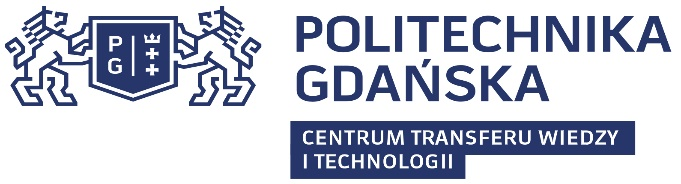 P
G
POLITECHNIKA
GDAŃSKA
CENTRUM TRANSFERU WIEDZY
I TECHNOLOGII